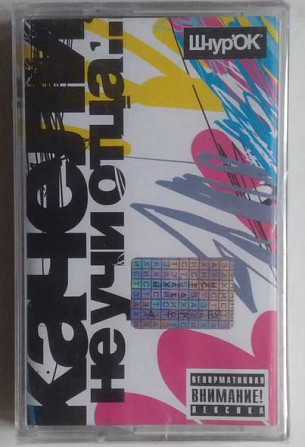 Шнур'ОК
качели
не учи отца..
НЕНОРМАТИВНАЯ
ВНИМАНИЕ!
ЛЕКСИКА